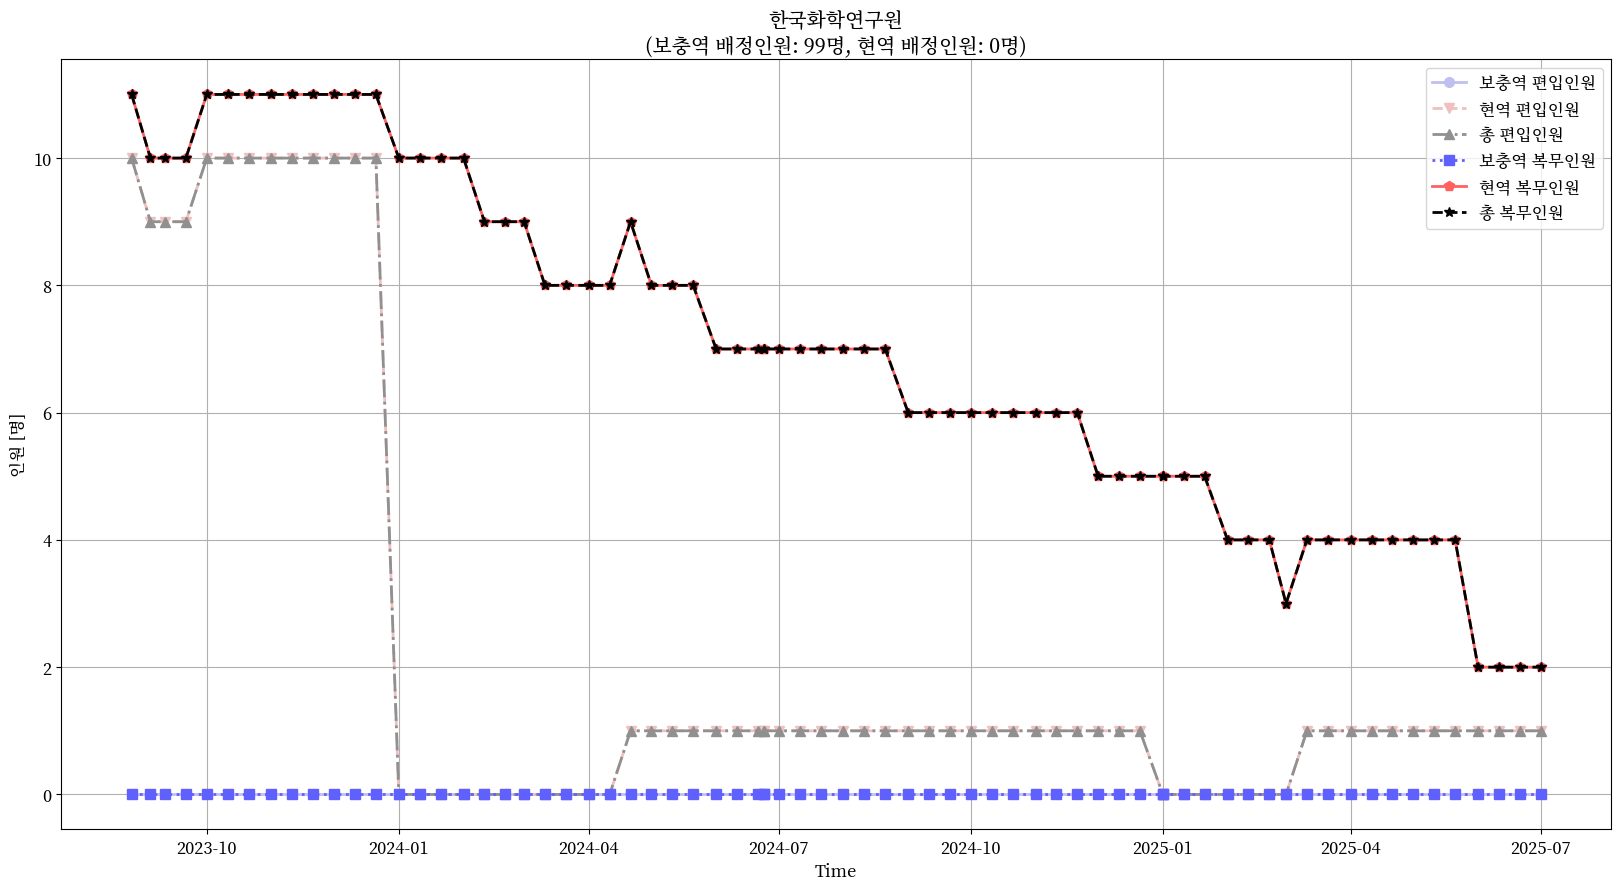 한국화학연구원
(보충역 배정인원: 99명, 현역 배정인원: 0명)
보충역 편입인원
현역 편입인원
총 편입인원
보충역 복무인원
현역 복무인원
총 복무인원
인원 [명]
10
8
6
4
2
0
2023-10
2024-01
2024-04
2024-07
2024-10
2025-01
2025-04
2025-07
Time